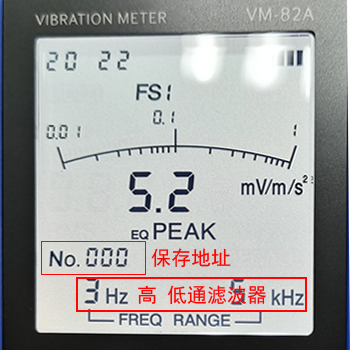 VIBRATION METER VM-82A
20 22
FS1
0.01 0.1 1
5.2 mV/m/s²
EQ PEAK
No. 000 保存地址
3 Hz 高 低通滤波器 5 kHz
FREQ RANGE